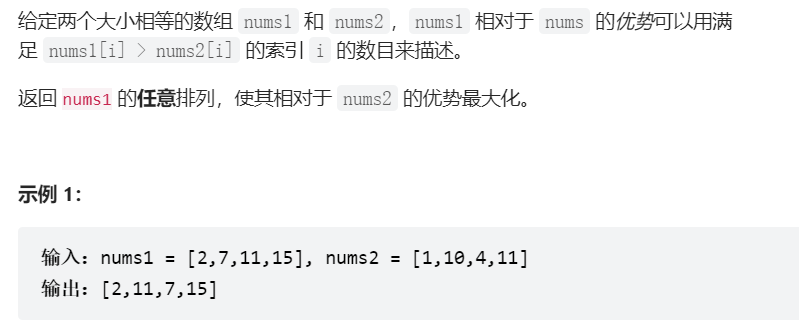 给定两个大小相等的数组 nums1 和 nums2，nums1 相对于 nums 的优势可以用满
足 nums1[i] > nums2[i] 的索引 i 的数目来描述。
返回 nums1 的任意排列，使其相对于 nums2 的优势最大化。
示例 1：
输入：nums1 = [2,7,11,15], nums2 = [1,10,4,11]
输出：[2,11,7,15]